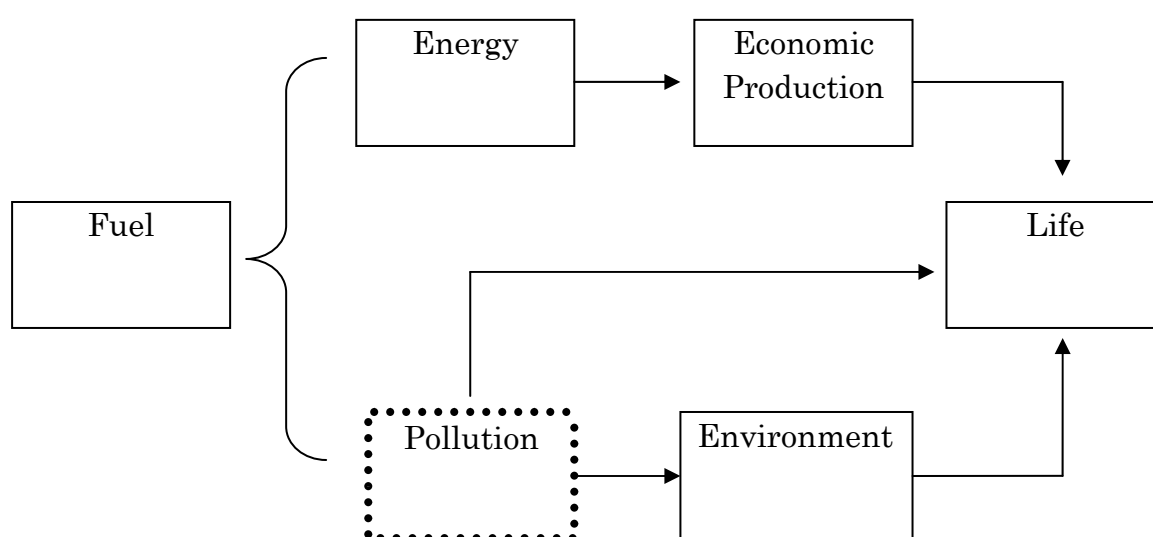 Energy
Economic
Production
Fuel
Life
Pollution
Environment